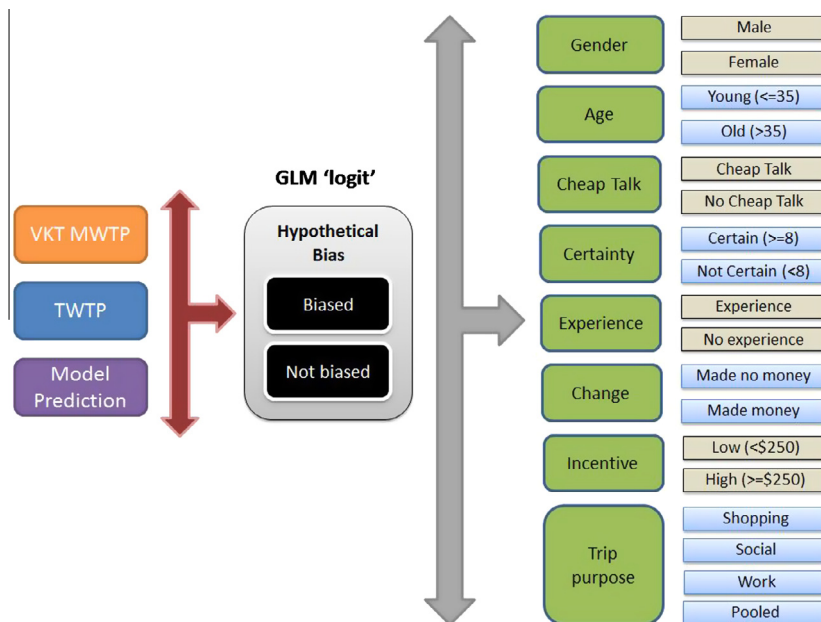 GLM 'logit'
VKT MWTP
TWTP
Model
Prediction
Hypothetical
Bias
Biased
Not biased
Gender
Male
Female
Age
Young (<=35)
Old (>35)
Cheap Talk
Cheap Talk
No Cheap Talk
Certainty
Certain (>=8)
Not Certain (<8)
Experience
Experience
No experience
Change
Made no money
Made money
Incentive
Low (<$250)
High (>=$250)
Trip
purpose
Shopping
Social
Work
Pooled